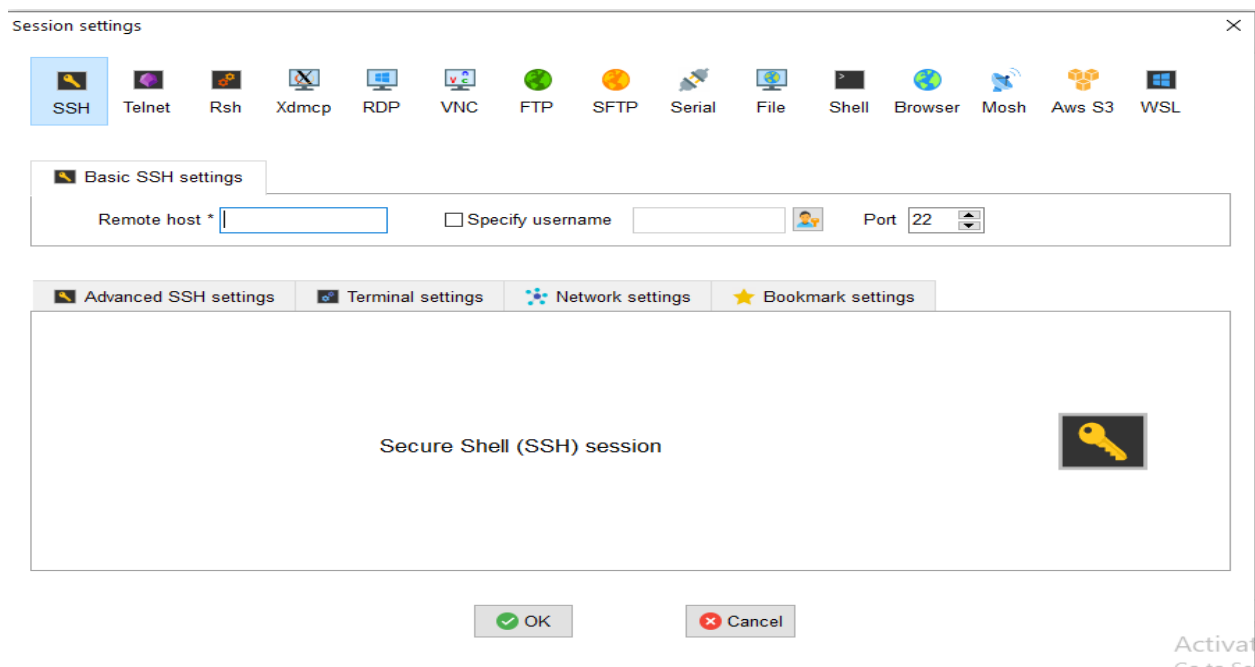 Session settings
SSH Telnet Rsh Xdmcp RDP VNC FTP SFTP Serial File Shell Browser Mosh Aws S3 WSL
Basic SSH settings
Remote host * Specify username Port 22
Advanced SSH settings Terminal settings Network settings Bookmark settings
Secure Shell (SSH) session
OK Cancel
Activat